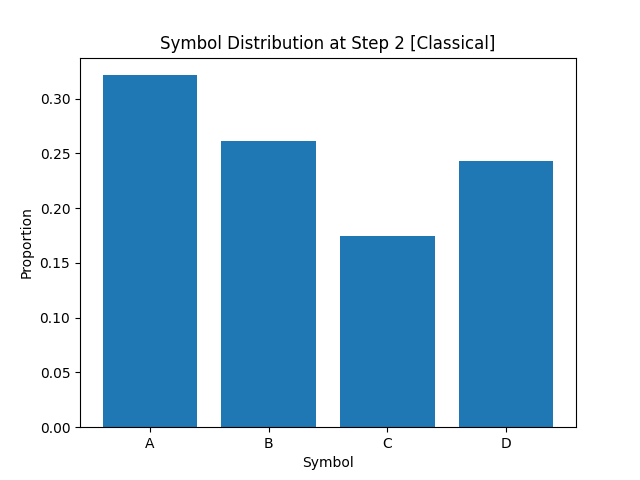 Symbol Distribution at Step 2 [Classical]
Proportion
0.30
0.25
0.20
0.15
0.10
0.05
0.00
A B C D
Symbol